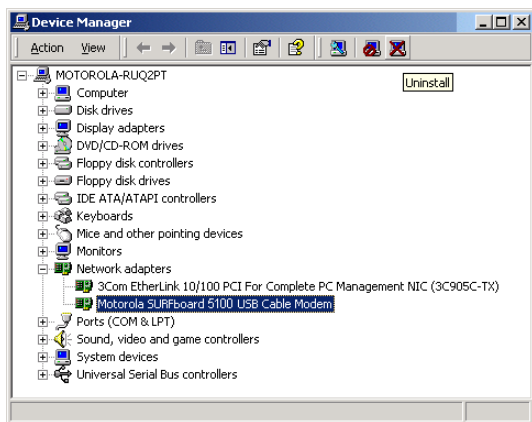 Device Manager
Action View
Uninstall
MOTOROLA-RUQ2PT
Computer
Disk drives
Display adapters
DVD/CD-ROM drives
Floppy disk controllers
Floppy disk drives
IDE ATA/ATAPI controllers
Keyboards
Mice and other pointing devices
Monitors
Network adapters
3Com EtherLink 10/100 PCI For Complete PC Management NIC (3C905C-TX)
Motorola SURFboard 5100 USB Cable Modem
Ports (COM & LPT)
Sound, video and game controllers
System devices
Universal Serial Bus controllers